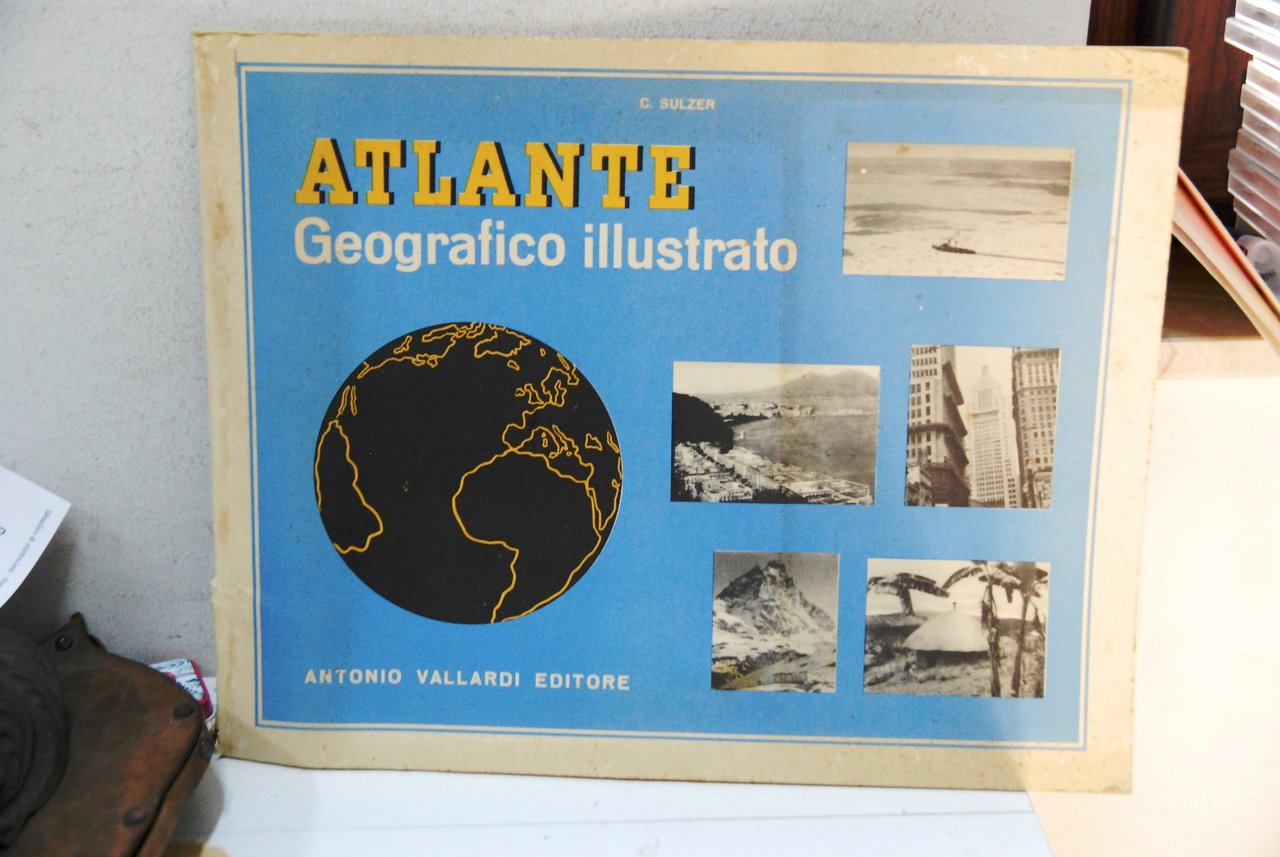 C. SULZER
ATLANTE
Geografico illustrato
ANTONIO VALLARDI EDITORE